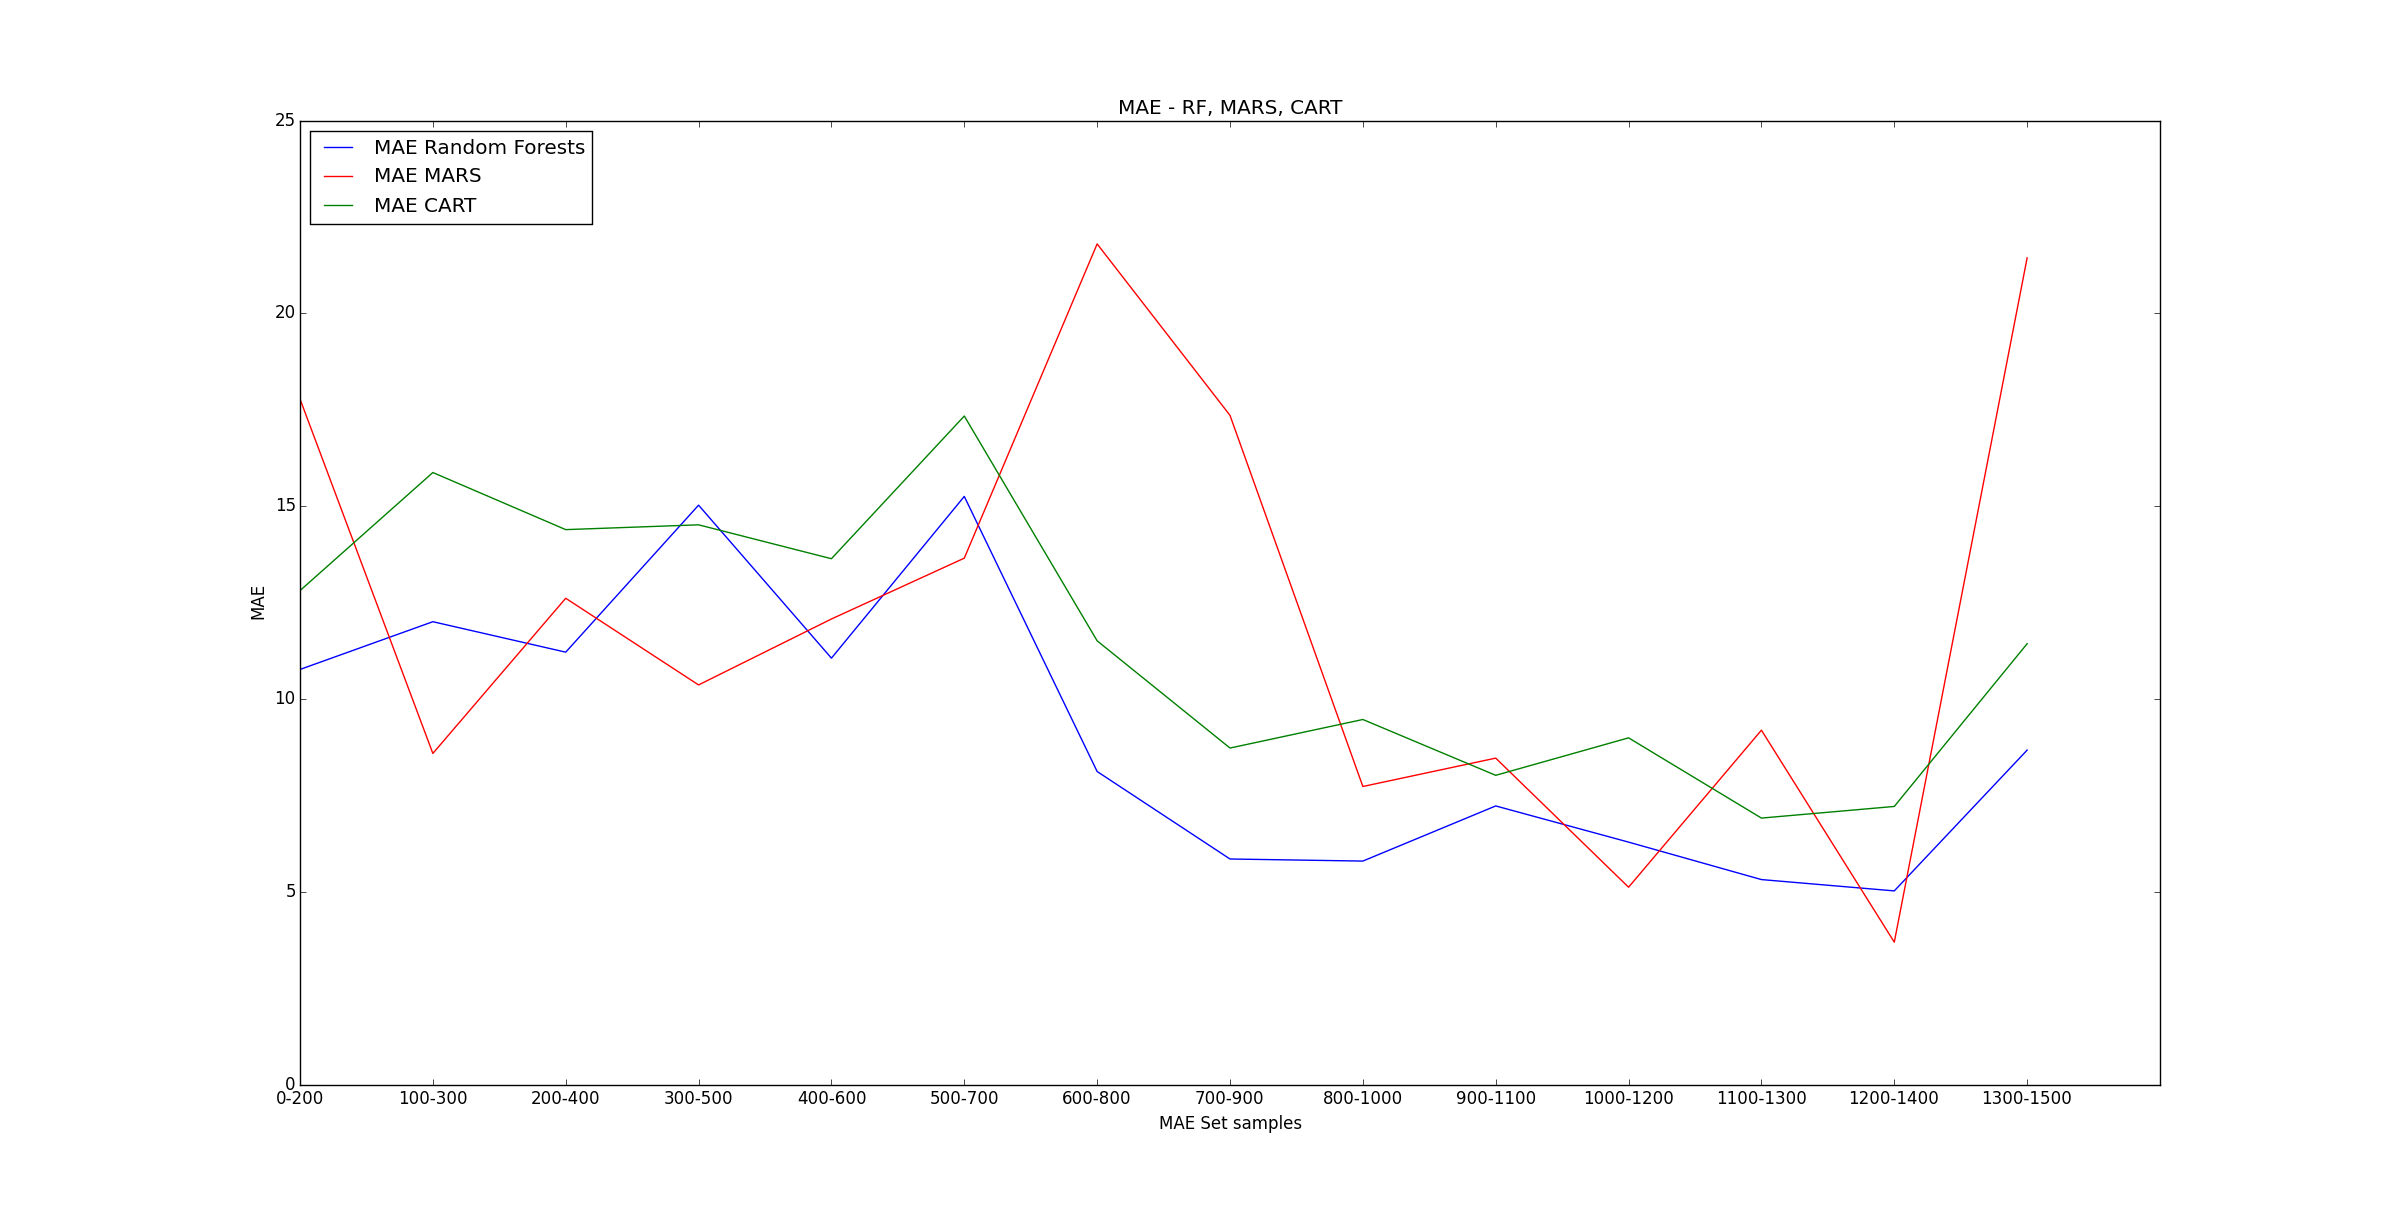 MAE - RF, MARS, CART
25
MAE Random Forests
MAE MARS
MAE CART
20
15
MAE
10
5
0
0-200 100-300 200-400 300-500 400-600 500-700 600-800 700-900 800-1000 900-1100 1000-1200 1100-1300 1200-1400 1300-1500
MAE Set samples